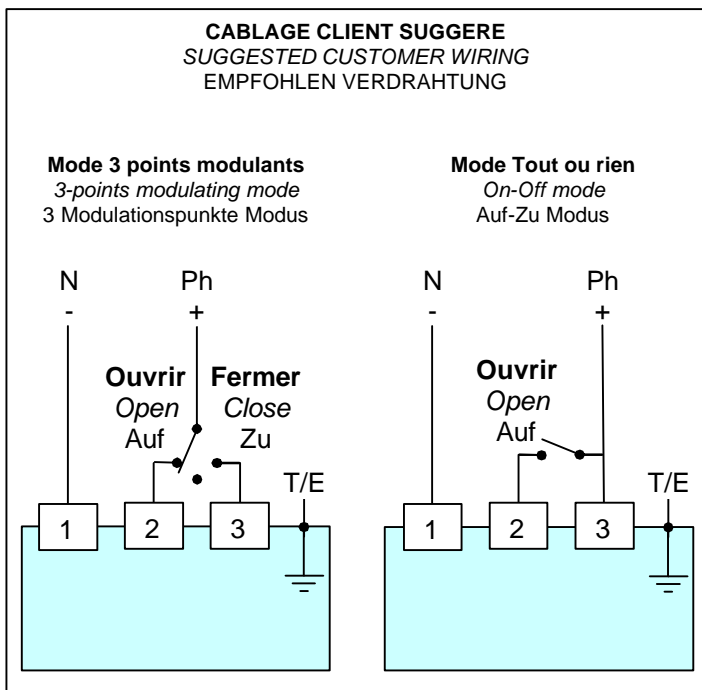 CABLAGE CLIENT SUGGERE
SUGGESTED CUSTOMER WIRING
EMPFOHLEN VERDRAHTUNG
Mode 3 points modulants
3-points modulating mode
3 Modulationspunkte Modus
N
-
Ph
+
Ouvrir
Open
Auf
Fermer
Close
Zu
T/E
1
2
3
Mode Tout ou rien
On-Off mode
Auf-Zu Modus
N
-
Ph
+
Ouvrir
Open
Auf
T/E
1
2
3